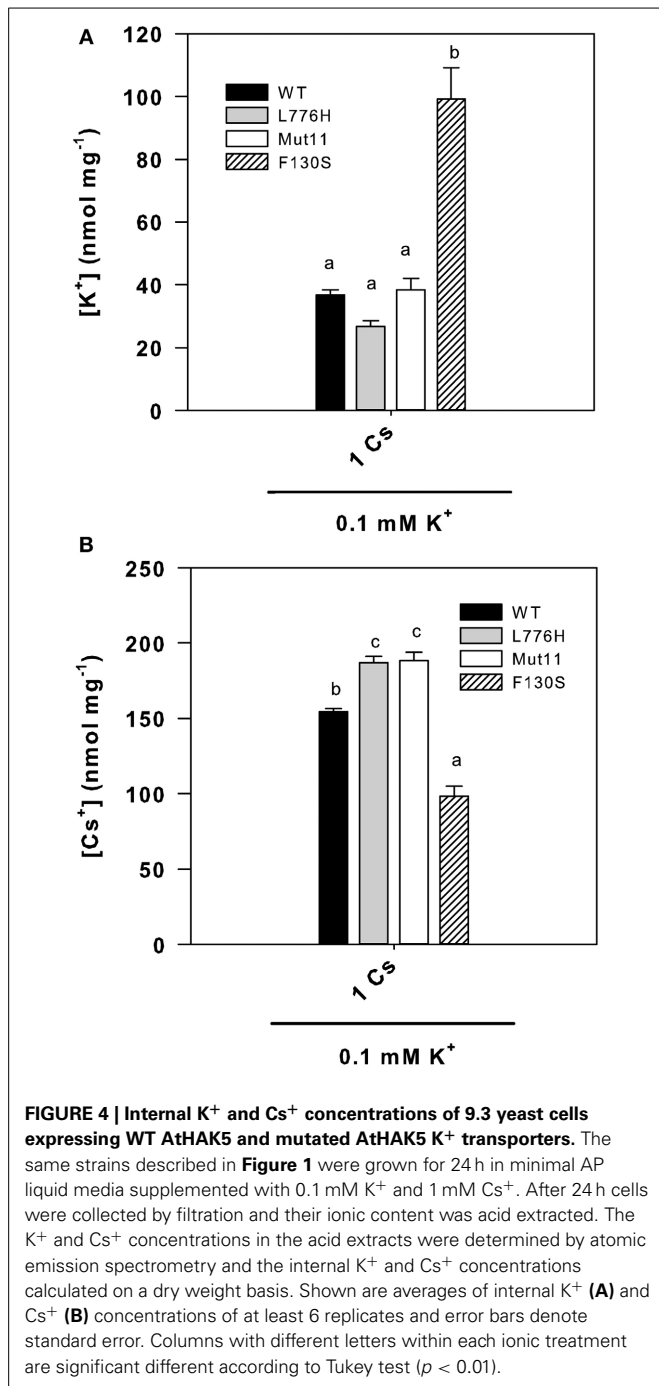 A
120
100
80
60
40
20
0
[K+] (nmol mg-1)
WT
L776H
Mut11
F130S
a
a
a
b
1 Cs
0.1 mM K+
B
250
200
150
100
50
0
[Cs+] (nmol mg-1)
WT
L776H
Mut11
F130S
b
c
c
a
1 Cs
0.1 mM K+
FIGURE 4 | Internal K+ and Cs+ concentrations of 9.3 yeast cells
expressing WT AtHAK5 and mutated AtHAK5 K+ transporters. The
same strains described in Figure 1 were grown for 24 h in minimal AP
liquid media supplemented with 0.1 mM K+ and 1 mM Cs+. After 24 h cells
were collected by filtration and their ionic content was acid extracted. The
K+ and Cs+ concentrations in the acid extracts were determined by atomic
emission spectrometry and the internal K+ and Cs+ concentrations
calculated on a dry weight basis. Shown are averages of internal K+ (A) and
Cs+ (B) concentrations of at least 6 replicates and error bars denote
standard error. Columns with different letters within each ionic treatment
are significant different according to Tukey test (p < 0.01).